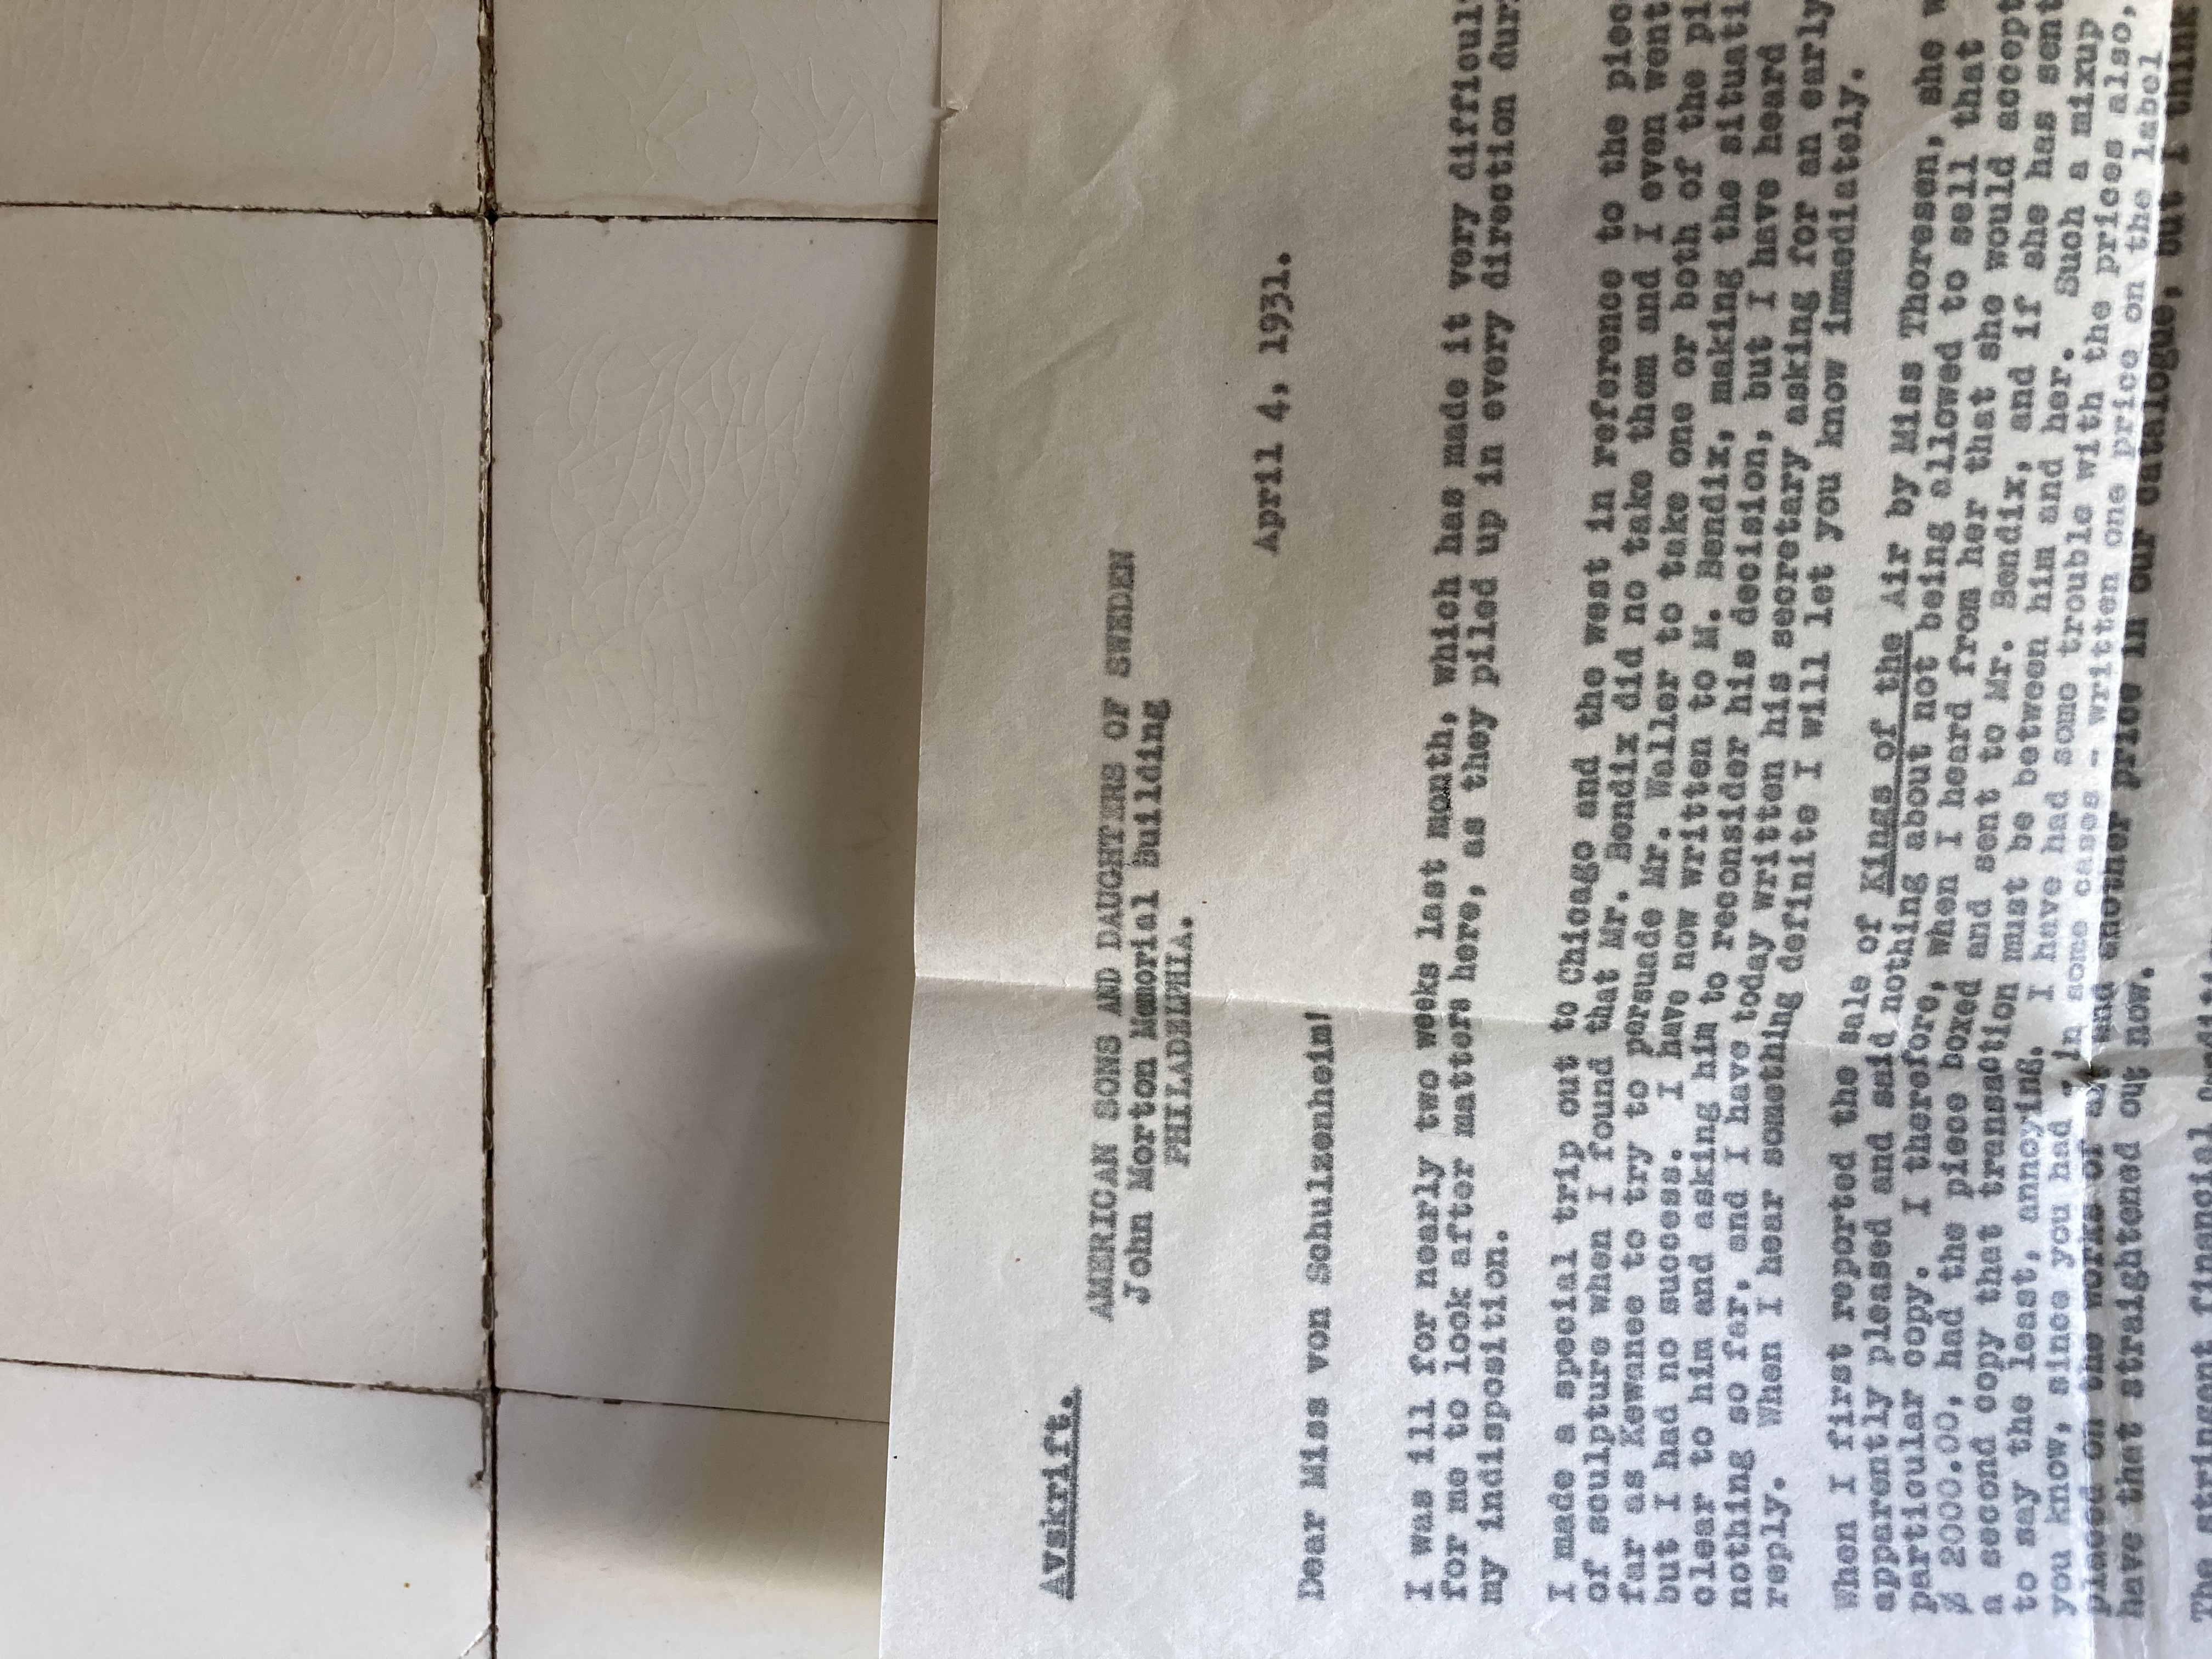 Avskrift.
AMERICAN SONS AND DAUGHTERS OF SWEDEN
John Morton Memorial Building
PHILADELPHIA.
April 4, 1931.
Dear Miss von Schulzenheim!
I was ill for nearly two weeks last month, which has made it very difficul
for me to look after matters here, as they piled up in every direction dur
my indisposition.
I made a special trip out to Chicago and the west in reference to the piec
of sculpture when I found that Mr. Bendix did no take them and I even went
far as Kewanee to try to persuade Mr. Waller to take one or both of the pi
but I had no success. I have now written to M. Bendix, making the situati
clear to him and asking him to reconsider his decision, but I have heard
nothing so far, and I have today written his secretary asking for an early
reply. When I hear something definite I will let you know immediately.
When I first reported the sale of Kings of the Air by Miss Thoresen, she w
apparently pleased and said nothing about not being allowed to sell that
particular copy. I therefore, when I heard from her that she would accept
$ 2000.00, had the piece boxed and sent to Mr. Bendix, and if she has sent
a second copy that transaction must be between him and her. Such a mixup
to say the least, annoying. I have had some trouble with the prices also,
you know, since you had - in some cases - written one price on the label
placed on the works of art and another price in our catalogue, but I think
have that straightened out now.
The stringent financial